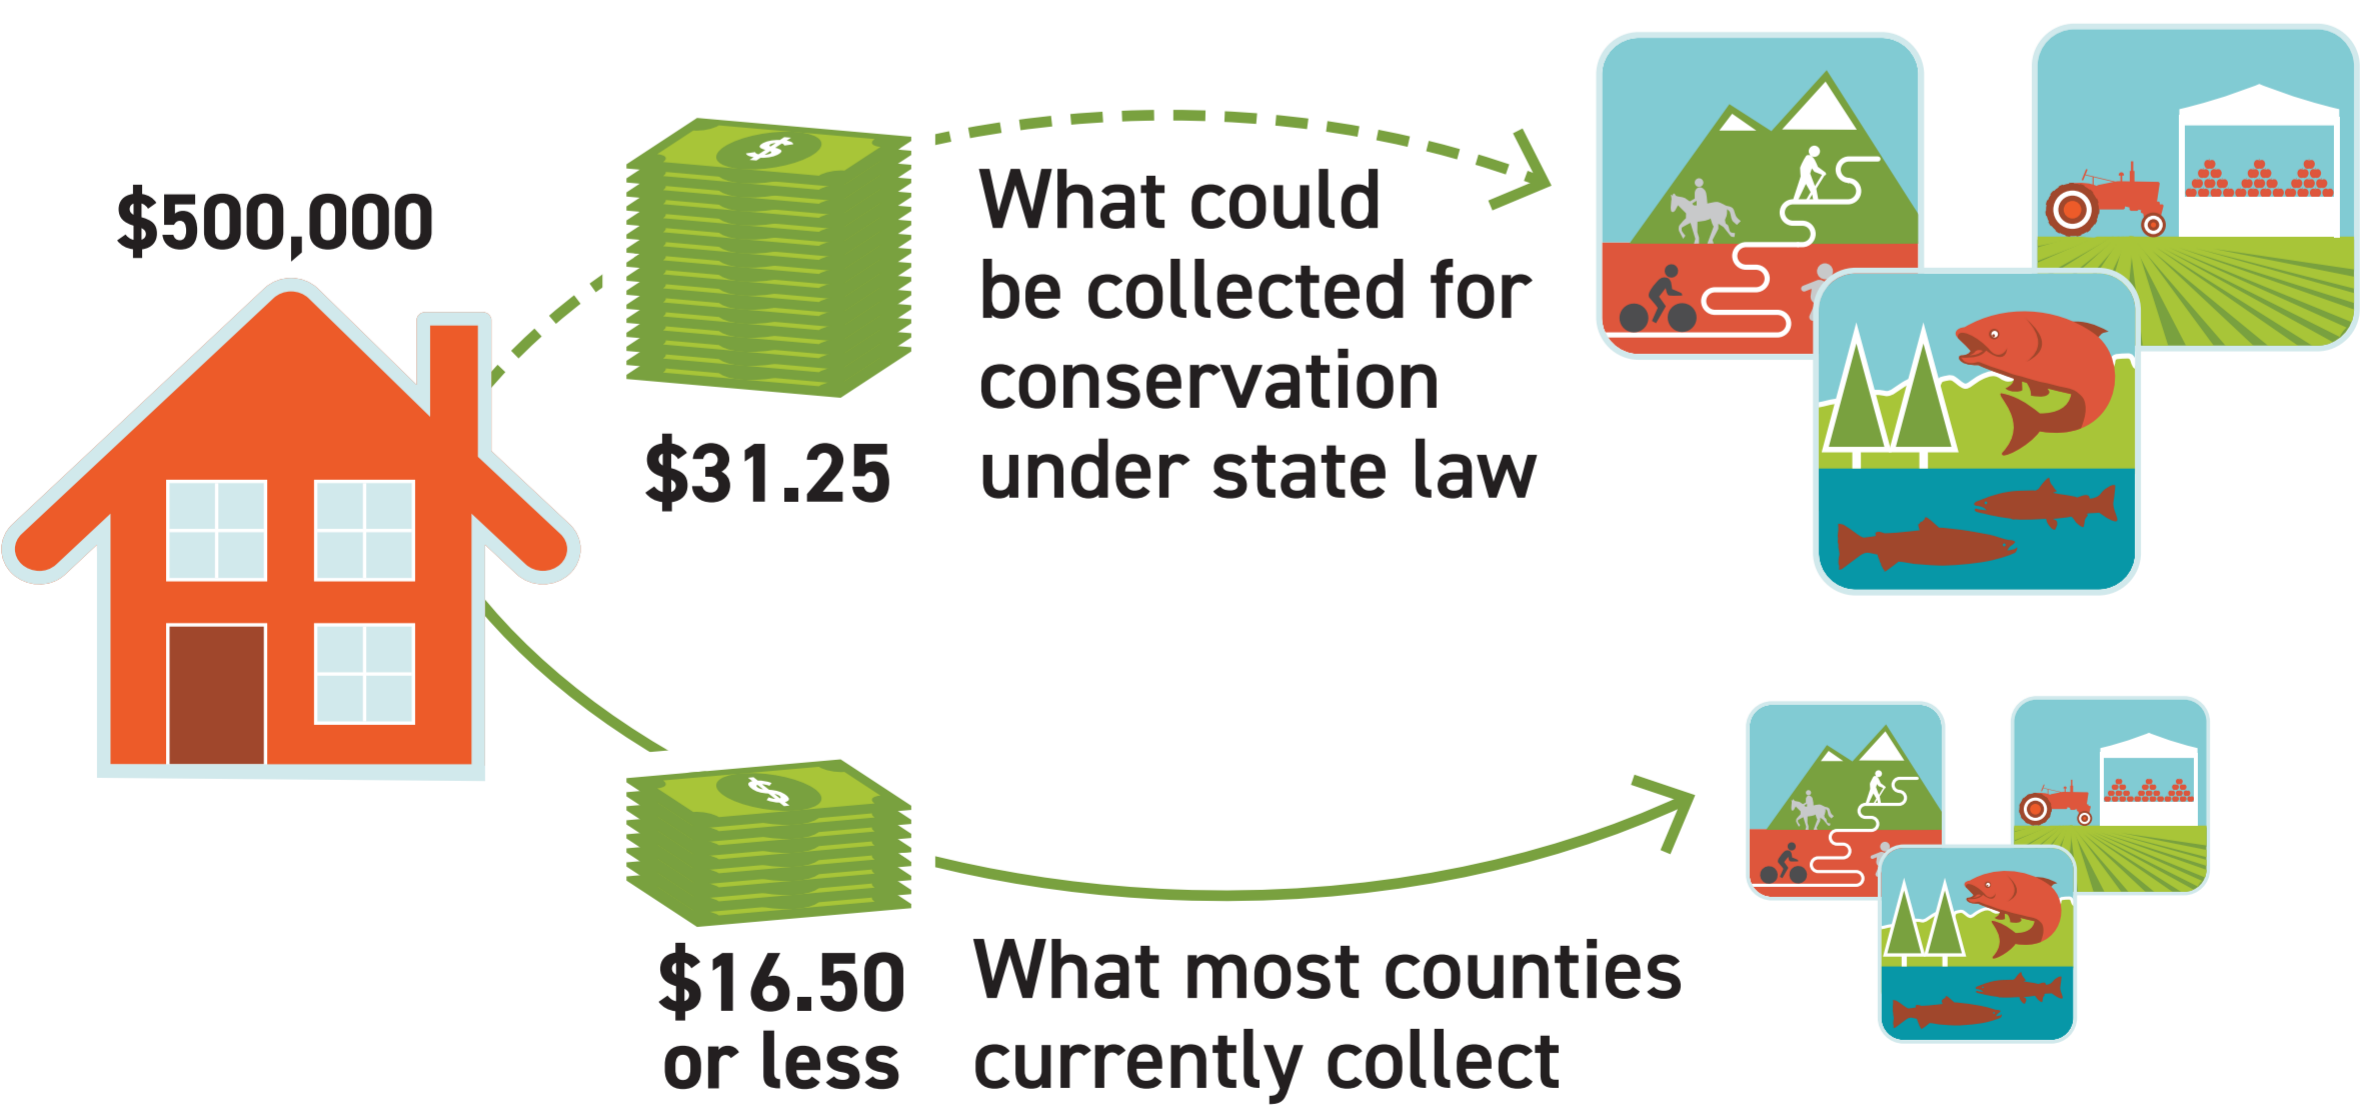 $500,000
$31.25
What could
be collected for
conservation
under state law
$16.50
or less
What most counties
currently collect